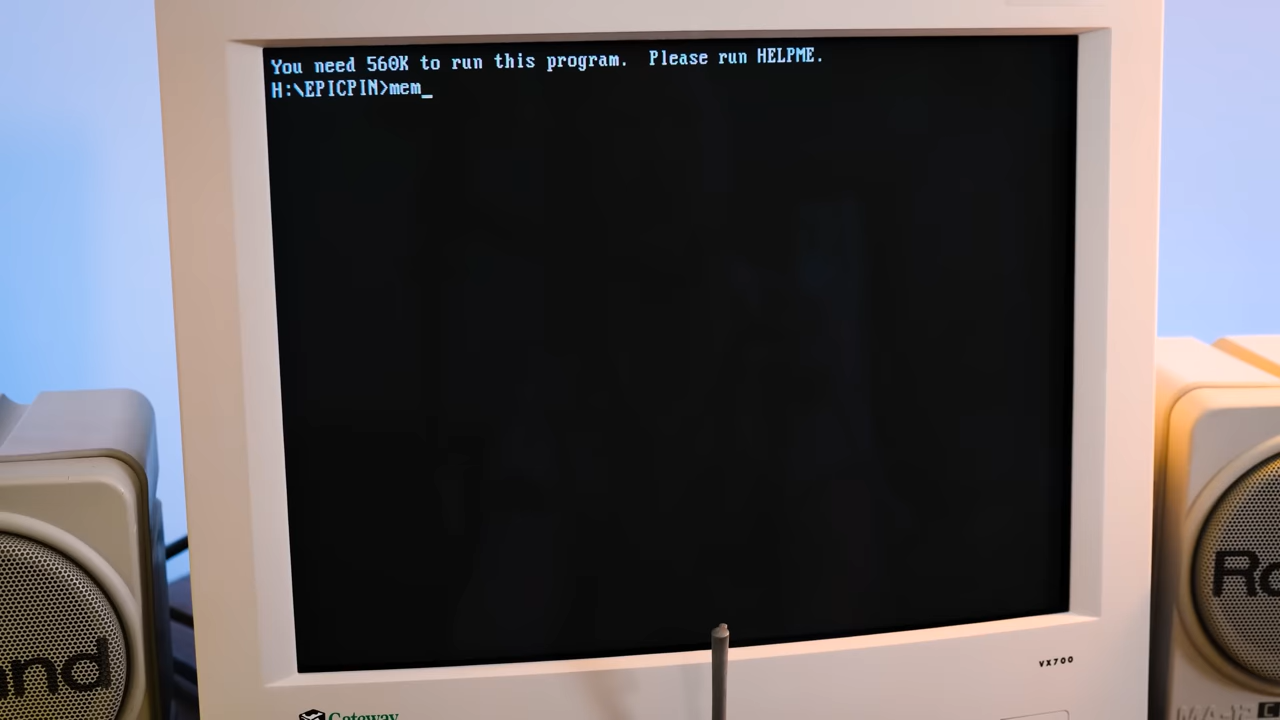 You need 560K to run this program.  Please run HELPME.
H:\EPICPIN>mem_
VX700
Gateway